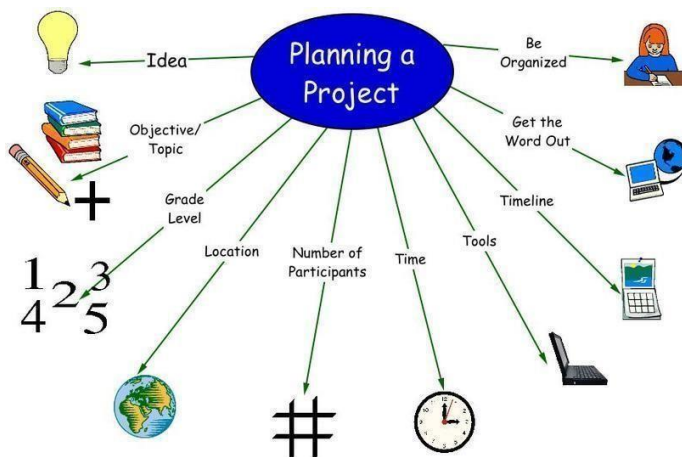 Planning a
Project
Idea
Objective/
Topic
Grade
Level
Location
Number of
Participants
Time
Tools
Timeline
Get the
Word Out
Be
Organized
1 2 3
4 5